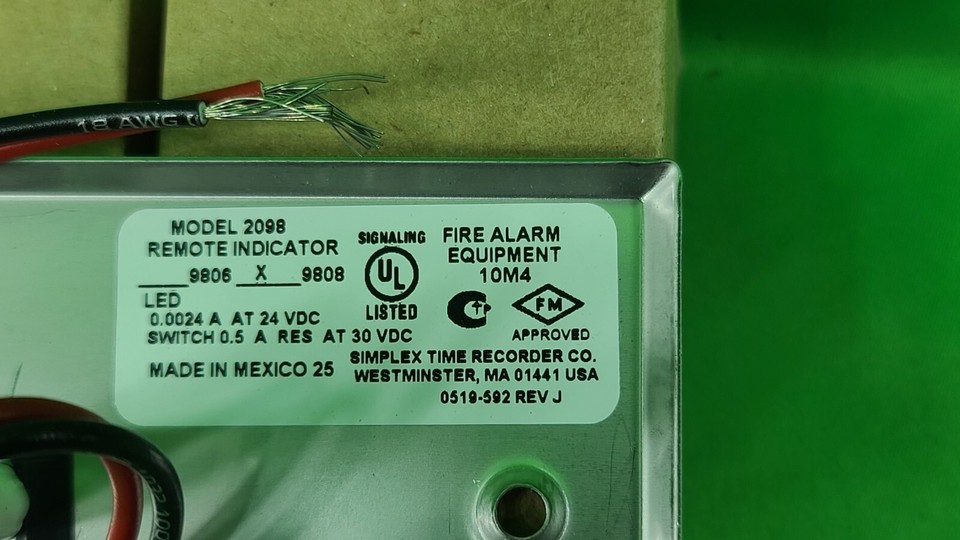 18 AWG
MODEL 2098
REMOTE INDICATOR
____9806 __X___9808
LED
0.0024 A AT 24 VDC
SWITCH 0.5 A RES AT 30 VDC
MADE IN MEXICO 25
SIGNALING
UL
LISTED
FIRE ALARM
EQUIPMENT
10M4
FM
APPROVED
SIMPLEX TIME RECORDER CO.
WESTMINSTER, MA 01441 USA
0519-592 REV J